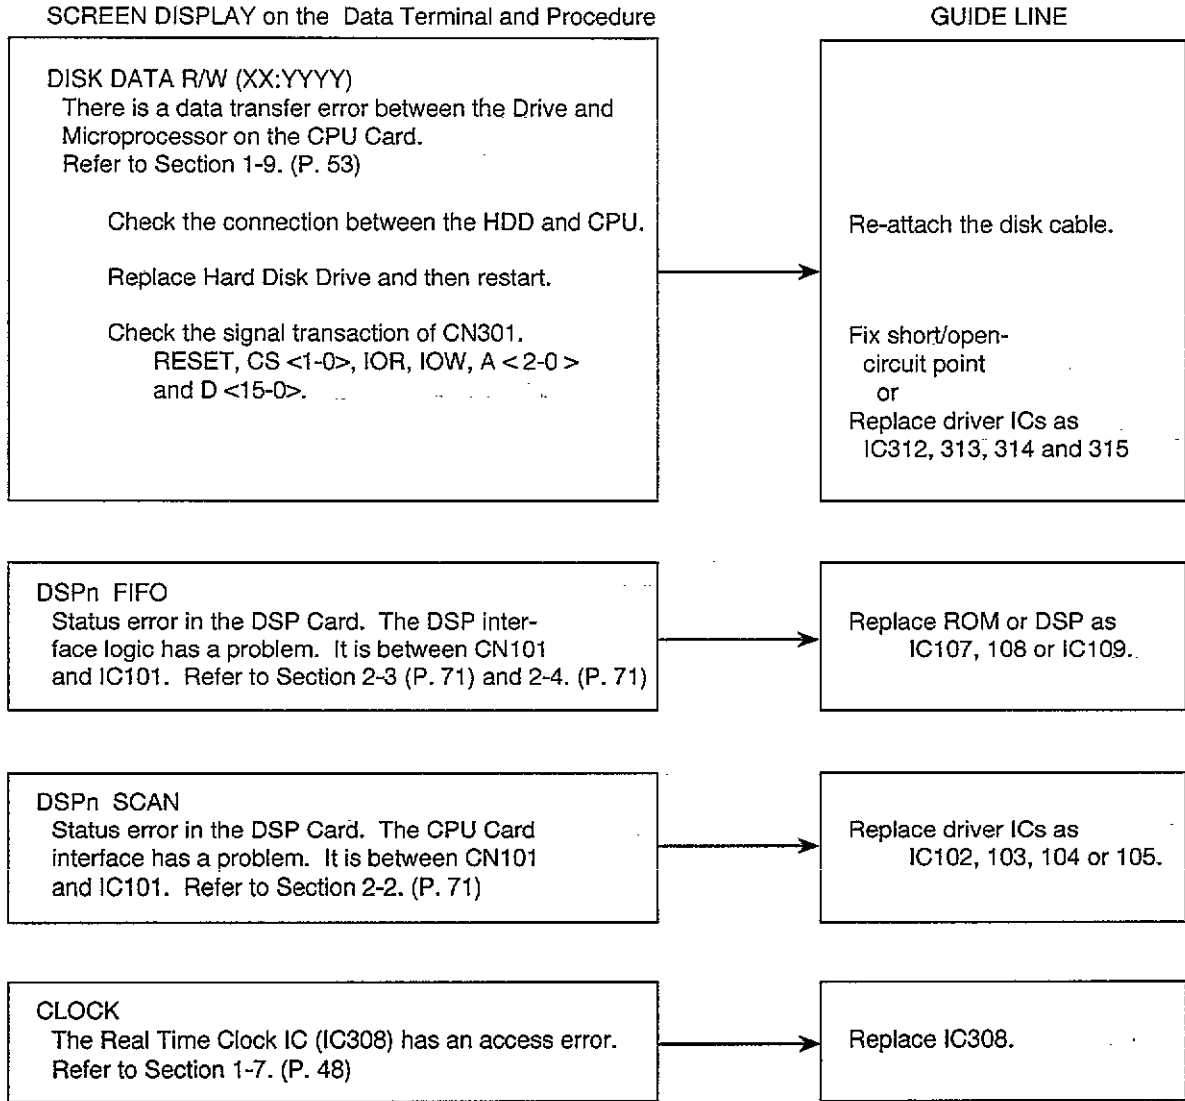 SCREEN DISPLAY on the Data Terminal and Procedure
GUIDE LINE
DISK DATA R/W (XX:YYYY)
There is a data transfer error between the Drive and
Microprocessor on the CPU Card.
Refer to Section 1-9. (P. 53)
Check the connection between the HDD and CPU.
Replace Hard Disk Drive and then restart.
Check the signal transaction of CN301.
RESET, CS <1-0>, IOR, IOW, A < 2-0 >
and D <15-0>.
Re-attach the disk cable.
Fix short/open-
circuit point
or
Replace driver ICs as
IC312, 313, 314 and 315
DSPn FIFO
Status error in the DSP Card. The DSP inter-
face logic has a problem. It is between CN101
and IC101. Refer to Section 2-3 (P. 71) and 2-4. (P. 71)
Replace ROM or DSP as
IC107, 108 or IC109.
DSPn SCAN
Status error in the DSP Card. The CPU Card
interface has a problem. It is between CN101
and IC101. Refer to Section 2-2. (P. 71)
Replace driver ICs as
IC102, 103, 104 or 105.
CLOCK
The Real Time Clock IC (IC308) has an access error.
Refer to Section 1-7. (P. 48)
Replace IC308.